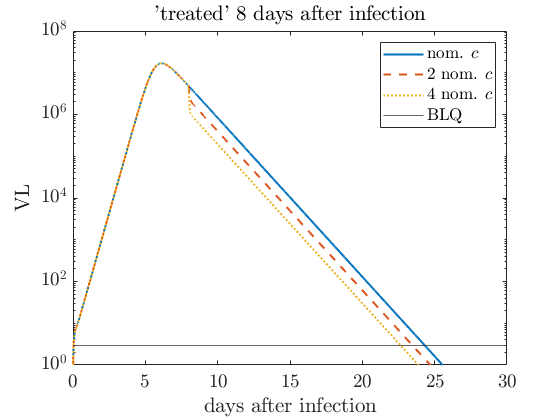 'treated' 8 days after infection
nom. c
2 nom. c
4 nom. c
BLQ
VL
10^8
10^6
10^4
10^2
10^0
0 5 10 15 20 25 30
days after infection